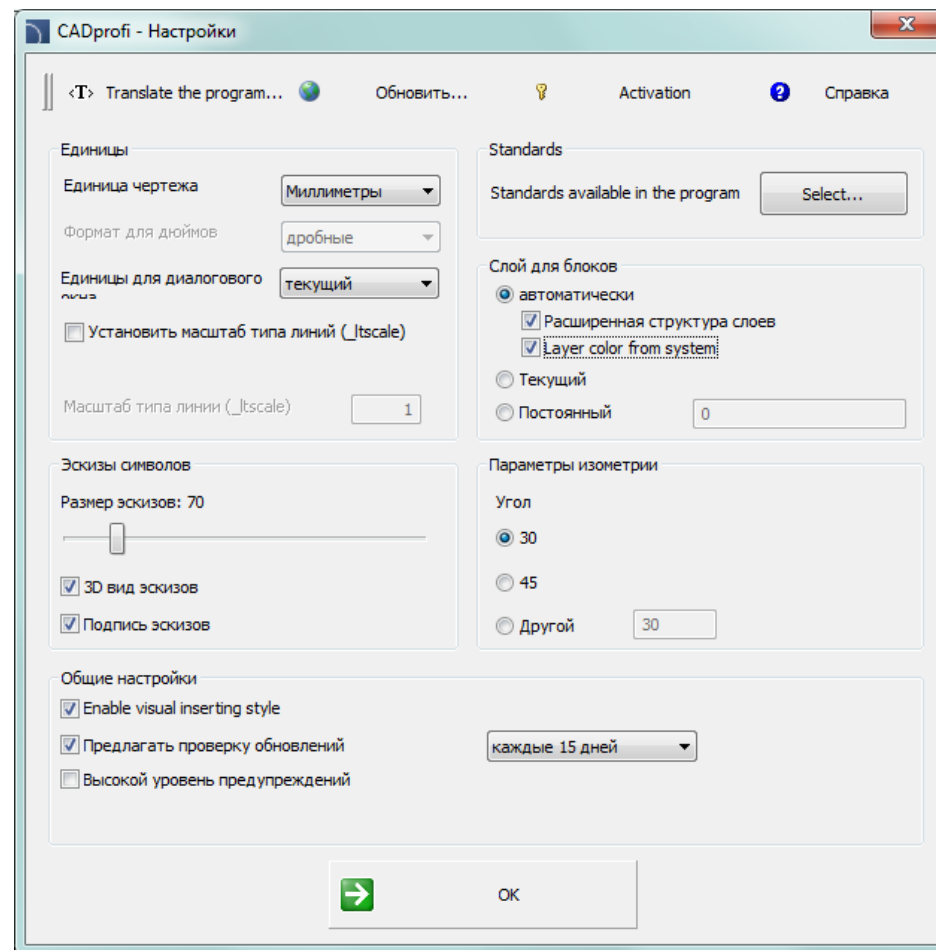 CADprofi - Настройки
<T> Translate the program... Обновить... Activation Справка
Единицы
Единица чертежа Миллиметры
Формат для дюймов дробные
Единицы для диалогового
окна текущий
Установить масштаб типа линий (_ltscale)
Масштаб типа линии (_ltscale) 1
Standards
Standards available in the program Select...
Слой для блоков
автоматически
Расширенная структура слоев
Layer color from system
Текущий
Постоянный 0
Эскизы символов
Размер эскизов: 70
3D вид эскизов
Подпись эскизов
Параметры изометрии
Угол
30
45
Другой 30
Общие настройки
Enable visual inserting style
Предлагать проверку обновлений каждые 15 дней
Высокой уровень предупреждений
OK